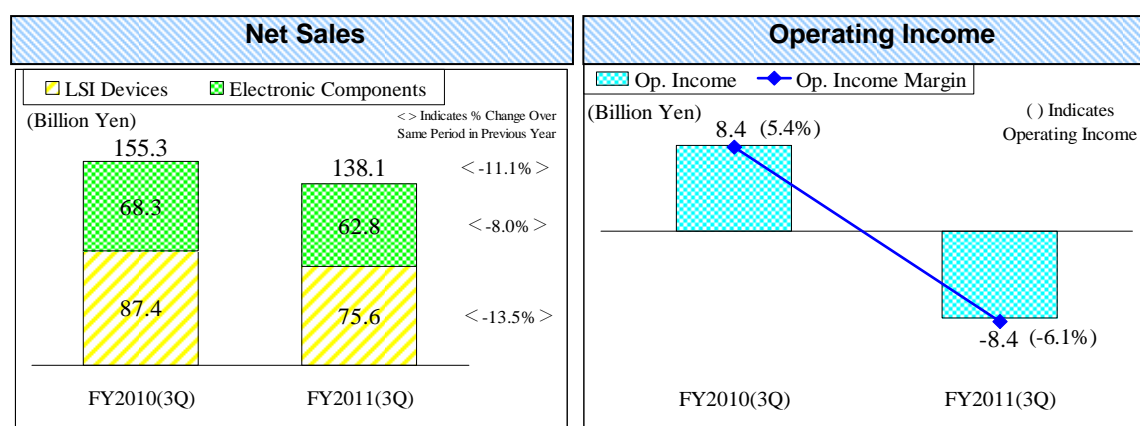 Net Sales
LSI Devices Electronic Components
(Billion Yen)
< > Indicates % Change Over
Same Period in Previous Year
155.3 138.1 < -11.1% >
68.3 62.8 < -8.0% >
87.4 75.6 < -13.5% >
FY2010(3Q) FY2011(3Q)
Operating Income
Op. Income Op. Income Margin
(Billion Yen)
( ) Indicates
Operating Income
8.4 (5.4%)
-8.4 (-6.1%)
FY2010(3Q) FY2011(3Q)